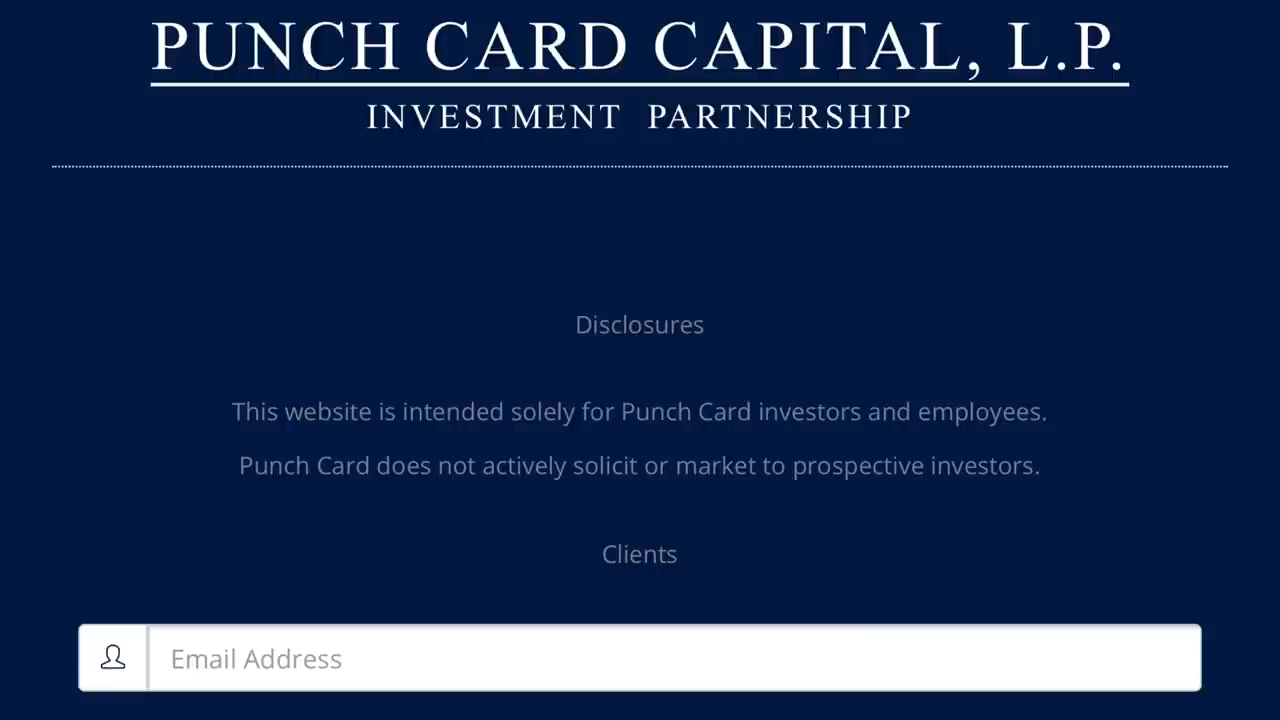 PUNCH CARD CAPITAL, L.P.
INVESTMENT PARTNERSHIP
Disclosures
This website is intended solely for Punch Card investors and employees.
Punch Card does not actively solicit or market to prospective investors.
Clients
Email Address